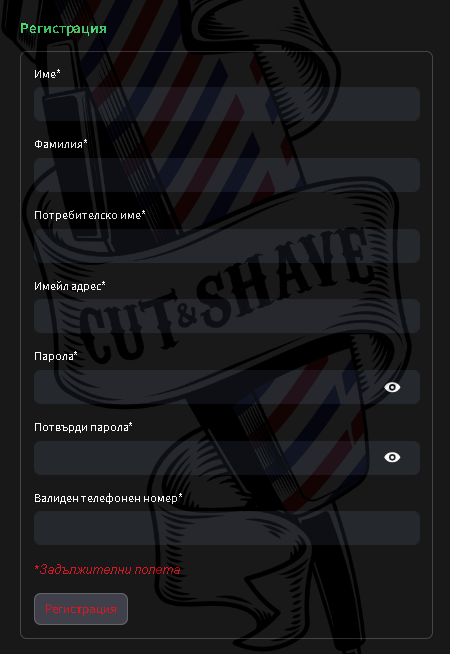 Регистрация
Име*
Фамилия*
Потребителско име*
CUT & SHAVE
Имейл адрес*
Парола*
Потвърди парола*
Валиден телефонен номер*
*Задължителни полета
Регистрация